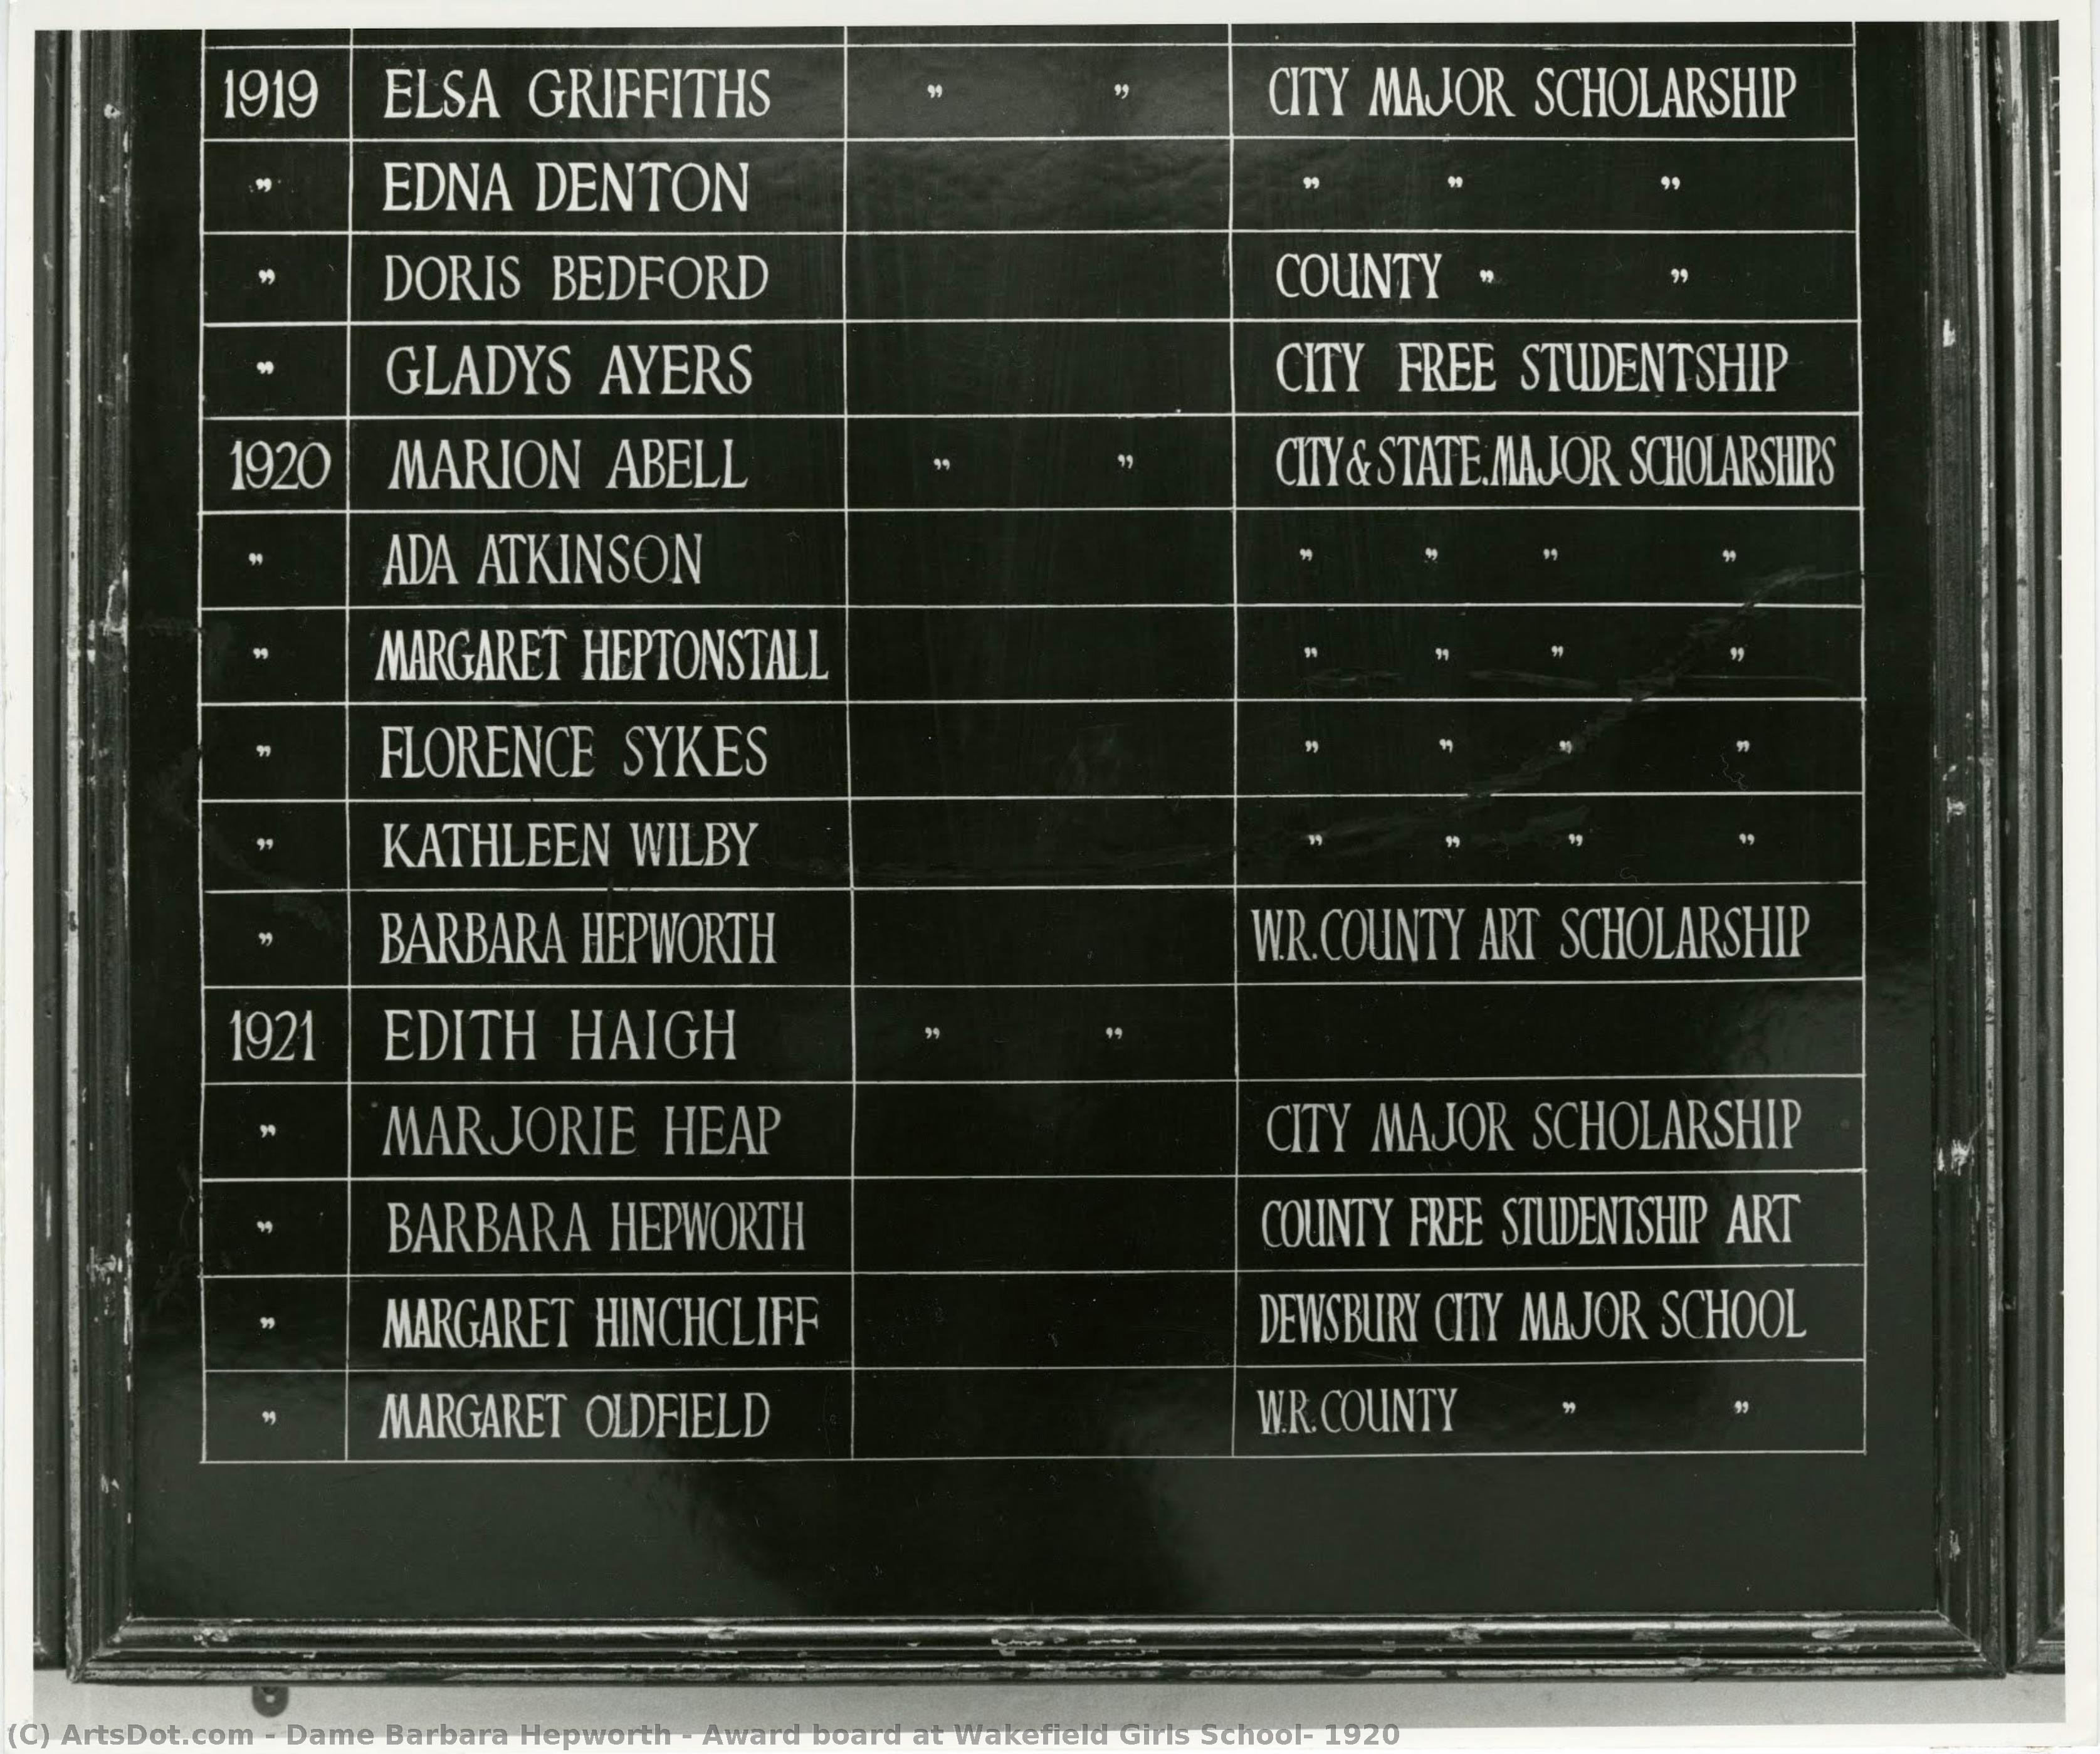 1919 ELSA GRIFFITHS " " CITY MAJOR SCHOLARSHIP
" EDNA DENTON " " "
" DORIS BEDFORD COUNTY " "
" GLADYS AYERS CITY FREE STUDENTSHIP
1920 MARION ABELL " " CITY & STATE.MAJOR SCHOLARSHIPS
" ADA ATKINSON " " " "
" MARGARET HEPTONSTALL " " " "
" FLORENCE SYKES " " " "
" KATHLEEN WILBY " " " "
" BARBARA HEPWORTH W.R.COUNTY ART SCHOLARSHIP
1921 EDITH HAIGH " "
" MARJORIE HEAP CITY MAJOR SCHOLARSHIP
" BARBARA HEPWORTH COUNTY FREE STUDENTSHIP ART
" MARGARET HINCHCLIFF DEWSBURY CITY MAJOR SCHOOL
" MARGARET OLDFIELD W.R.COUNTY " "
(C) ArtsDot.com - Dame Barbara Hepworth - Award board at Wakefield Girls School- 1920